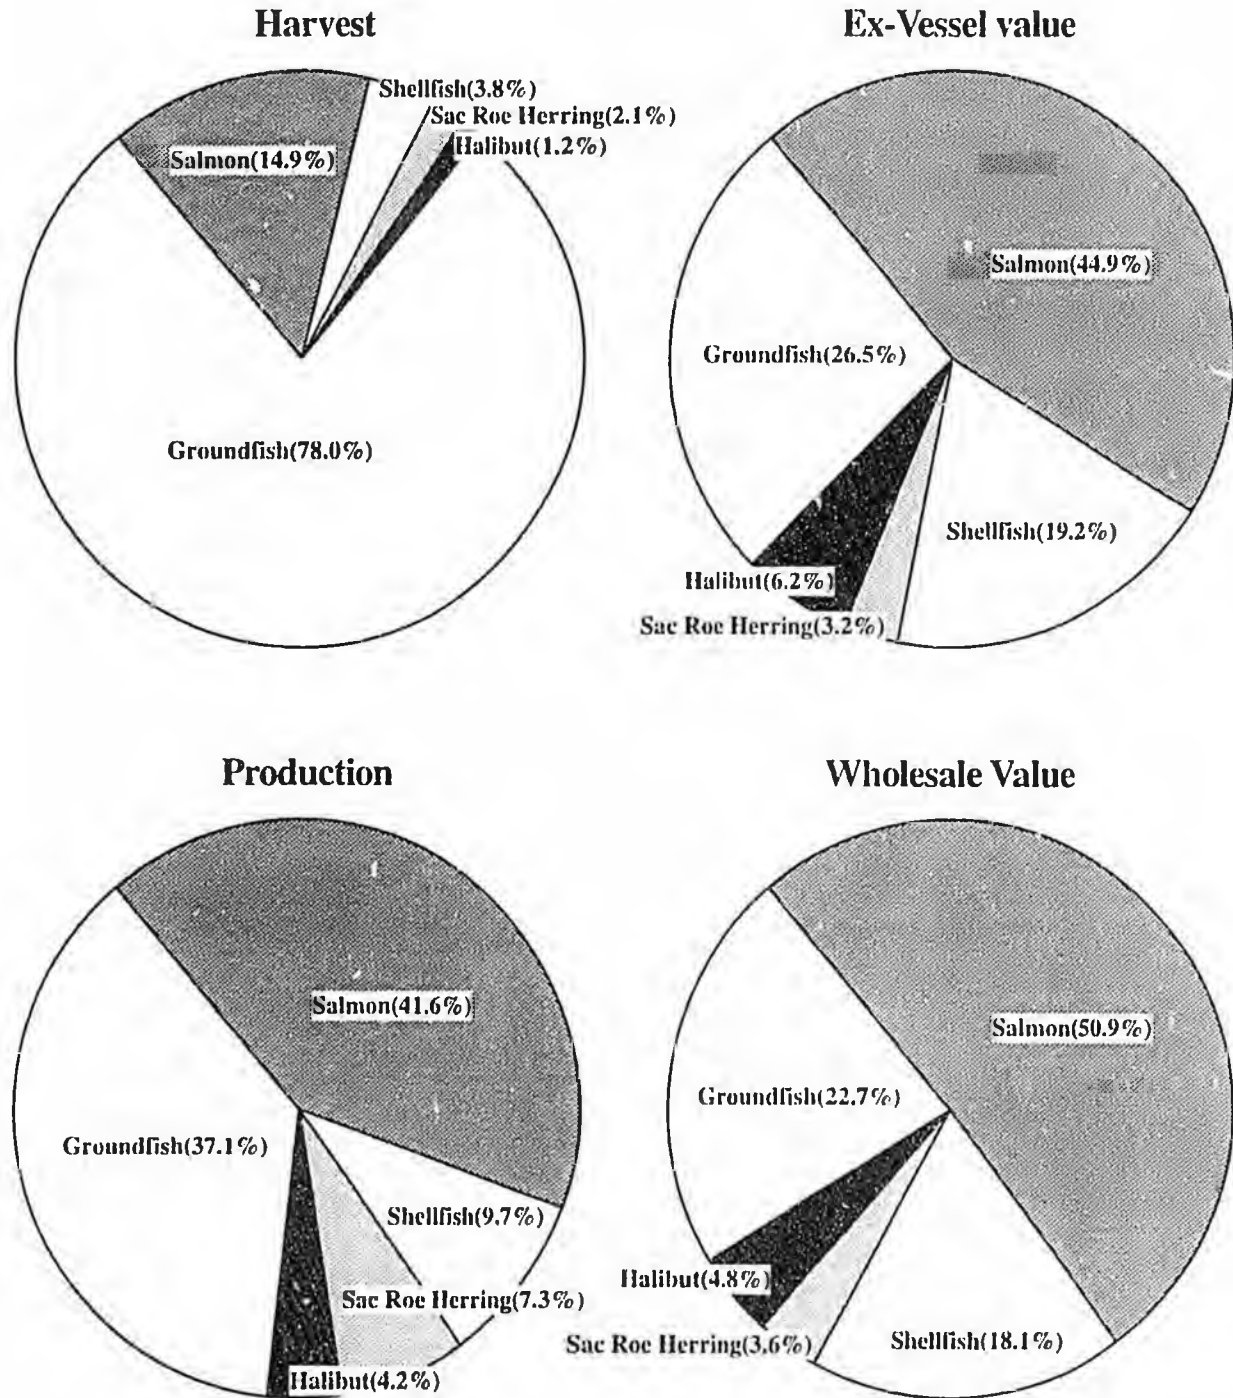 Harvest
Shellfish(3.8%)
Sac Roe Herring(2.1%)
Halibut(1.2%)
Salmon(14.9%)
Groundfish(78.0%)
Ex-Vessel value
Salmon(44.9%)
Groundfish(26.5%)
Shellfish(19.2%)
Halibut(6.2%)
Sac Roe Herring(3.2%)
Production
Salmon(41.6%)
Groundfish(37.1%)
Shellfish(9.7%)
Sac Roe Herring(7.3%)
Halibut(4.2%)
Wholesale Value
Salmon(50.9%)
Groundfish(22.7%)
Halibut(4.8%)
Sac Roe Herring(3.6%)
Shellfish(18.1%)